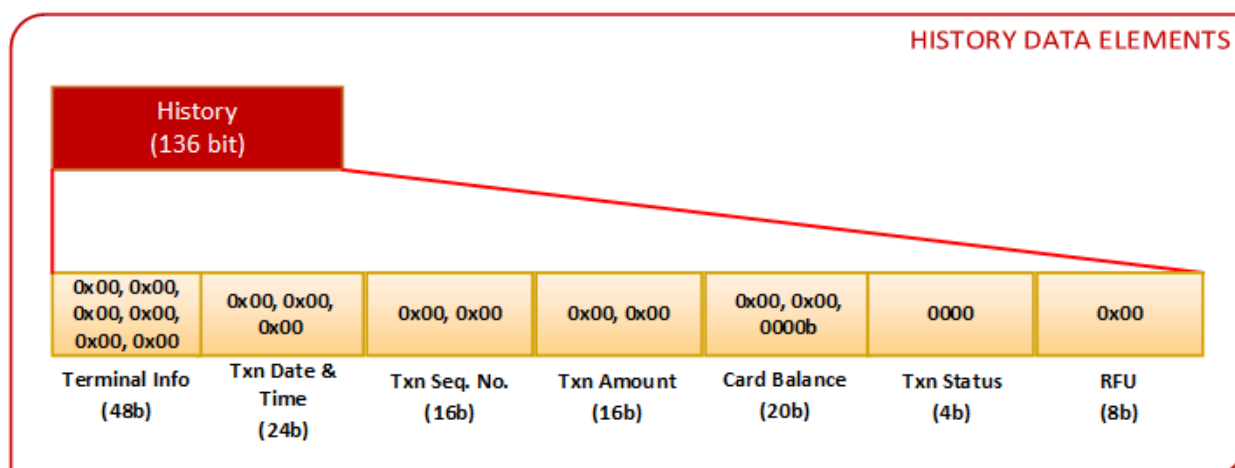 HISTORY DATA ELEMENTS
History
(136 bit)
0x00, 0x00,
0x00, 0x00,
0x00, 0x00
0x00, 0x00,
0x00
0x00, 0x00
0x00, 0x00
0x00, 0x00,
0000b
0000
0x00
Terminal Info
(48b)
Txn Date &
Time
(24b)
Txn Seq. No.
(16b)
Txn Amount
(16b)
Card Balance
(20b)
Txn Status
(4b)
RFU
(8b)